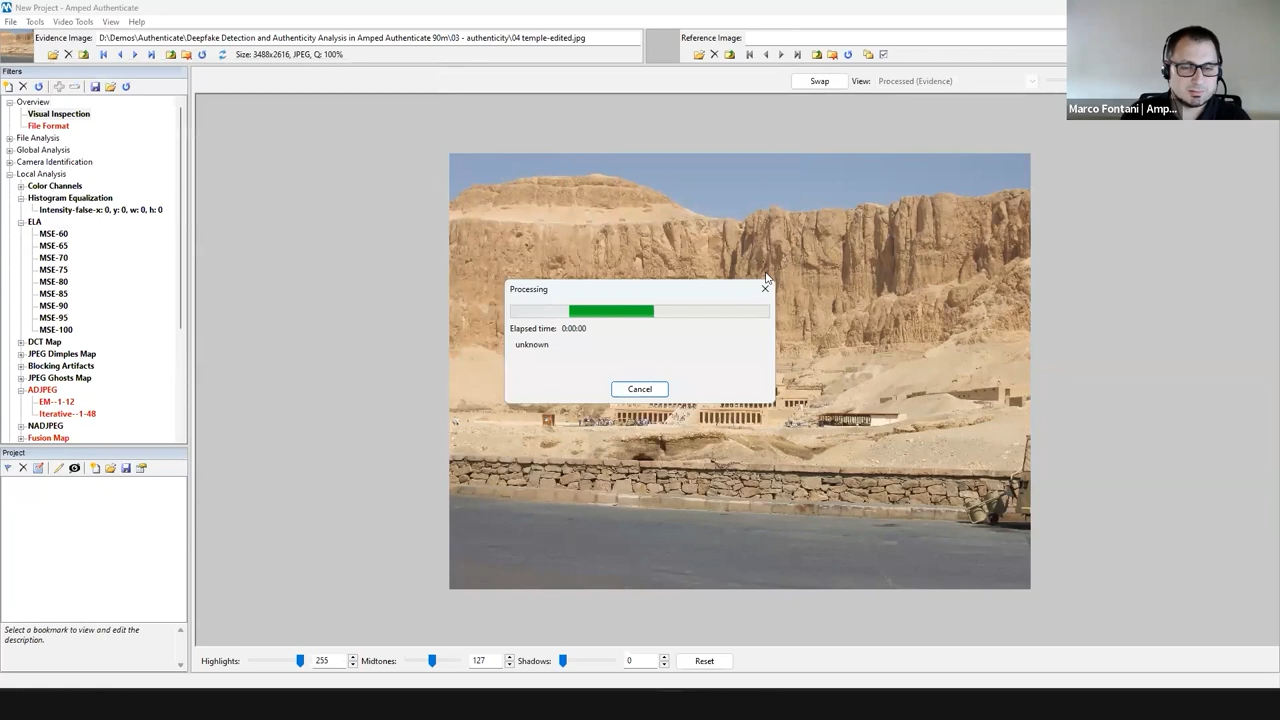 New Project - Amped Authenticate
File Tools Video Tools View Help
Evidence Image: D:\Demos\Authenticate\Deepfake Detection and Authenticity Analysis in Amped Authenticate 90m\03 - authenticity\04 temple-edited.jpg
Reference Image:
Size: 3488x2616, JPEG, Q: 100%
Marco Fontani | Amp...
Filters
Swap View: Processed (Evidence)
Overview
Visual Inspection
File Format
File Analysis
Global Analysis
Camera Identification
Local Analysis
Color Channels
Histogram Equalization
Intensity-false-x: 0, y: 0, w: 0, h: 0
ELA
MSE-60
MSE-65
MSE-70
MSE-75
MSE-80
MSE-85
MSE-90
MSE-95
MSE-100
DCT Map
JPEG Dimples Map
Blocking Artifacts
JPEG Ghosts Map
ADJPEG
EM--1-12
Iterative--1-48
NADJPEG
Fusion Map
Processing
Elapsed time: 0:00:00
unknown
Cancel
Project
Select a bookmark to view and edit the
description.
Highlights: 255 Midtones: 127 Shadows: 0 Reset